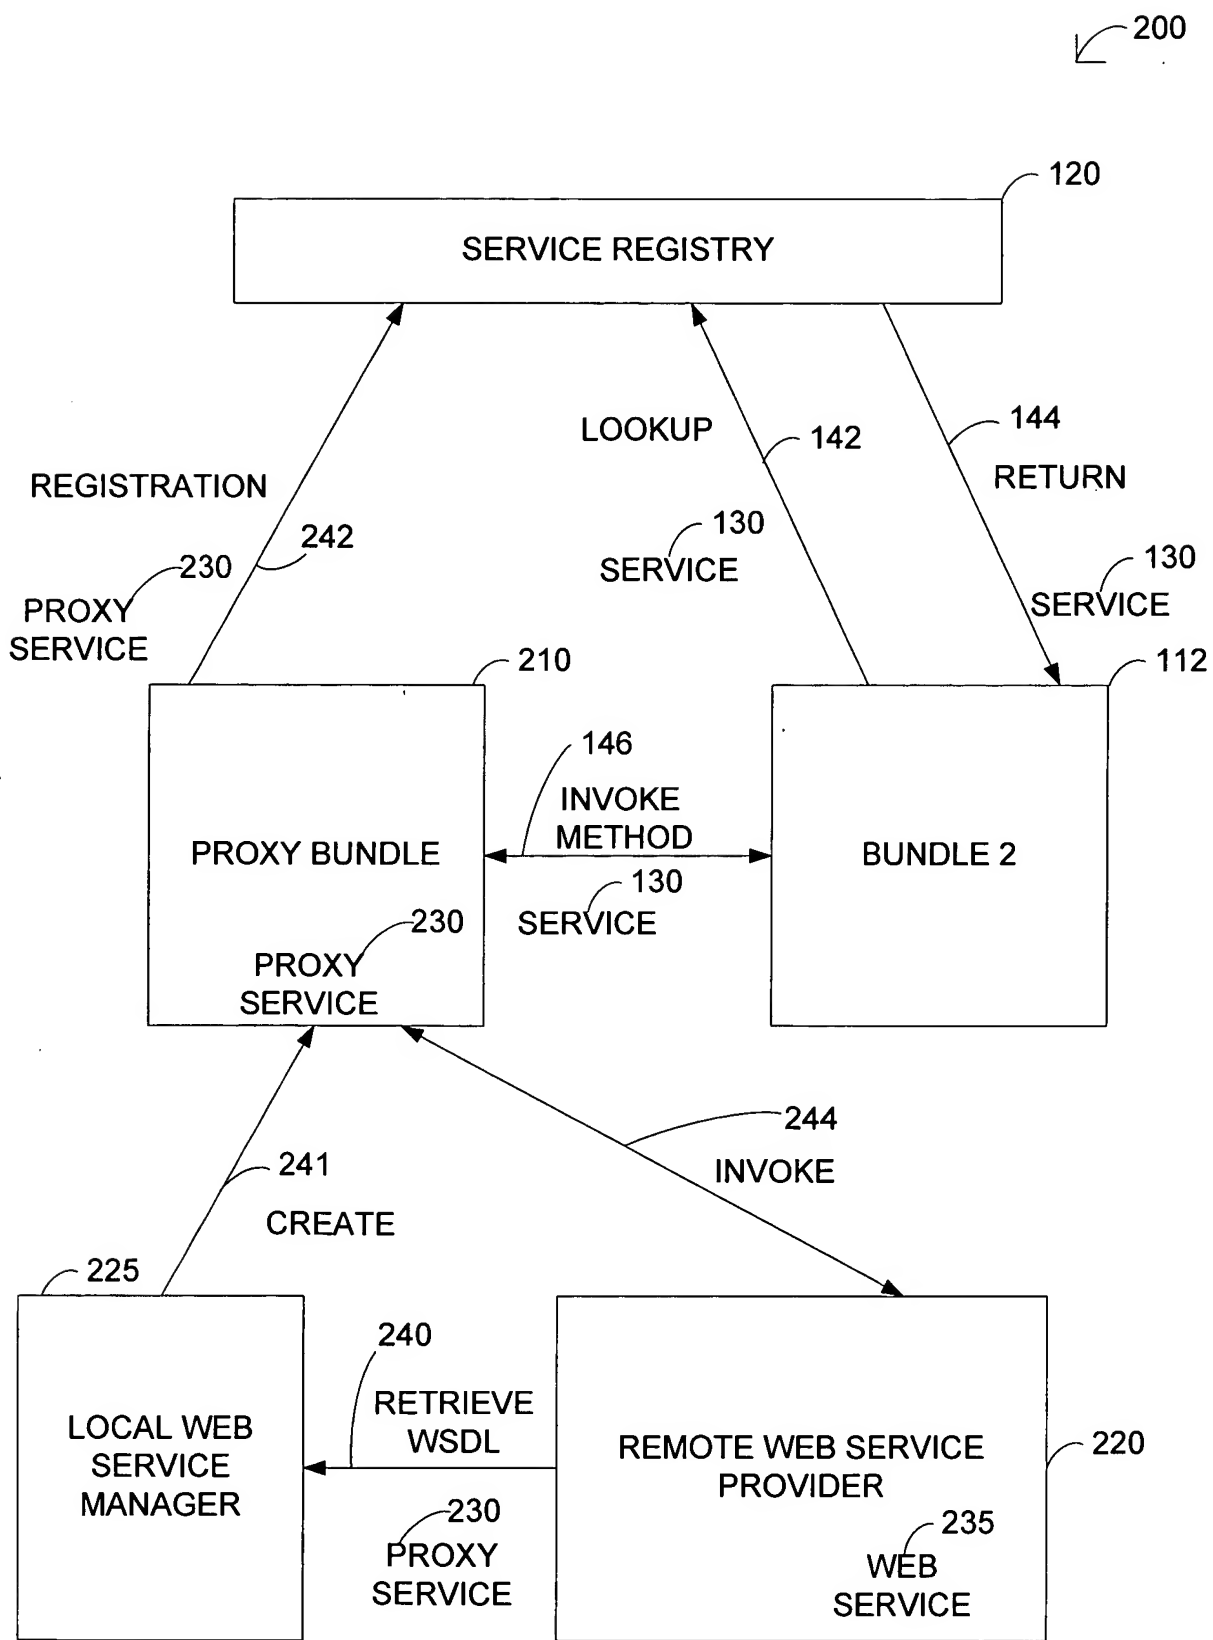 200
120
SERVICE REGISTRY
LOOKUP
142
144
RETURN
REGISTRATION
242
130
SERVICE
130
SERVICE
230
PROXY
SERVICE
210
112
146
INVOKE
METHOD
PROXY BUNDLE
BUNDLE 2
130
SERVICE
230
PROXY
SERVICE
244
INVOKE
241
CREATE
225
240
RETRIEVE
WSDL
LOCAL WEB
SERVICE
MANAGER
REMOTE WEB SERVICE
PROVIDER
220
230
PROXY
SERVICE
235
WEB
SERVICE